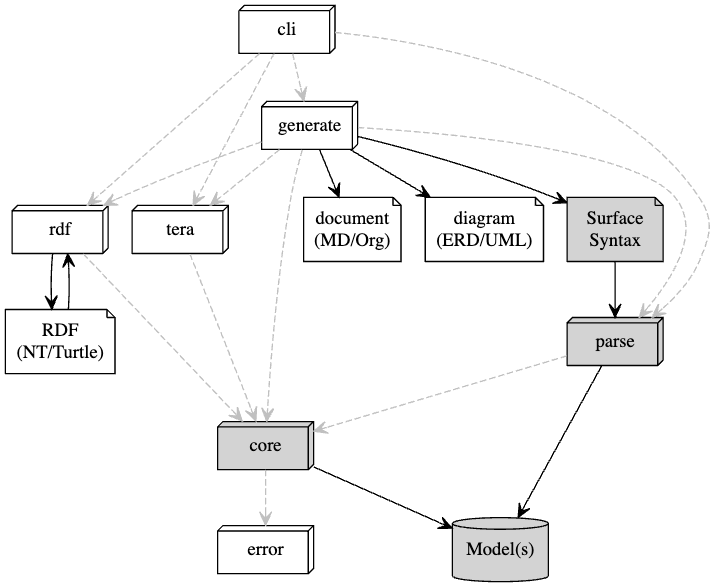 cli
generate
rdf
tera
document
(MD/Org)
diagram
(ERD/UML)
Surface
Syntax
RDF
(NT/Turtle)
parse
core
error
Model(s)